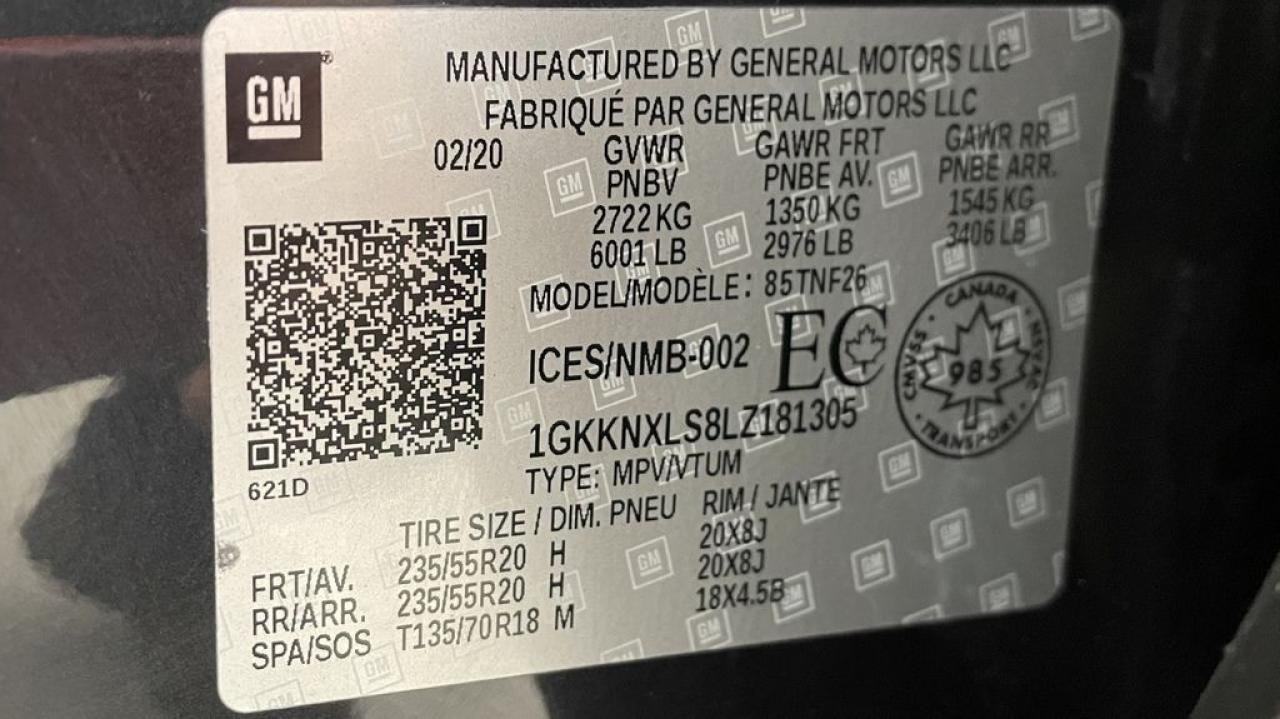 GM
MANUFACTURED BY GENERAL MOTORS LLC
FABRIQUÉ PAR GENERAL MOTORS LLC
02/20 GVWR GAWR FRT GAWR RR
PNBV PNBE AV. PNBE ARR.
2722 KG 1350 KG 1545 KG
6001 LB 2976 LB 3406 LB
MODEL/MODÈLE: 85TNF26
ICES/NMB-002 EC
CANADA
CMVSS NSVAC
985
TRANSPORT
1GKKNXLS8LZ181305
TYPE: MPV/VTUM
621D
TIRE SIZE / DIM. PNEU RIM / JANTE
FRT/AV. 235/55R20 H 20X8J
RR/ARR. 235/55R20 H 20X8J
SPA/SOS T135/70R18 M 18X4.5B